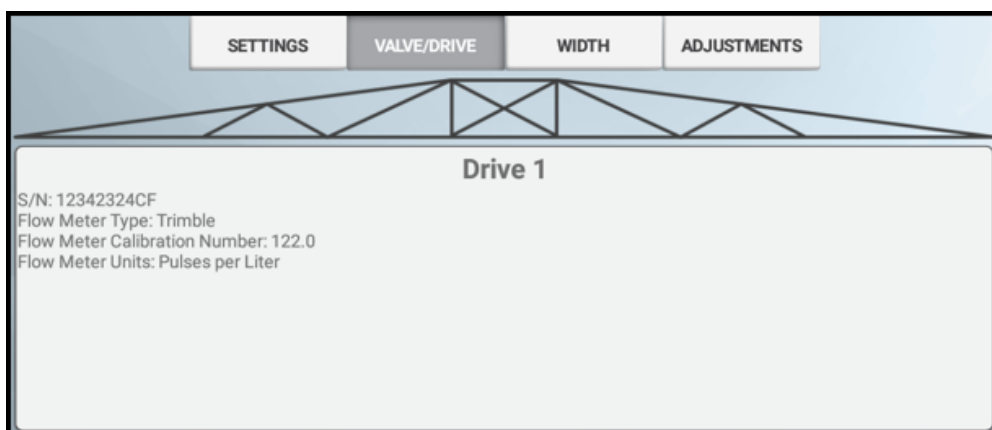 SETTINGS VALVE/DRIVE WIDTH ADJUSTMENTS
Drive 1
S/N: 12342324CF
Flow Meter Type: Trimble
Flow Meter Calibration Number: 122.0
Flow Meter Units: Pulses per Liter